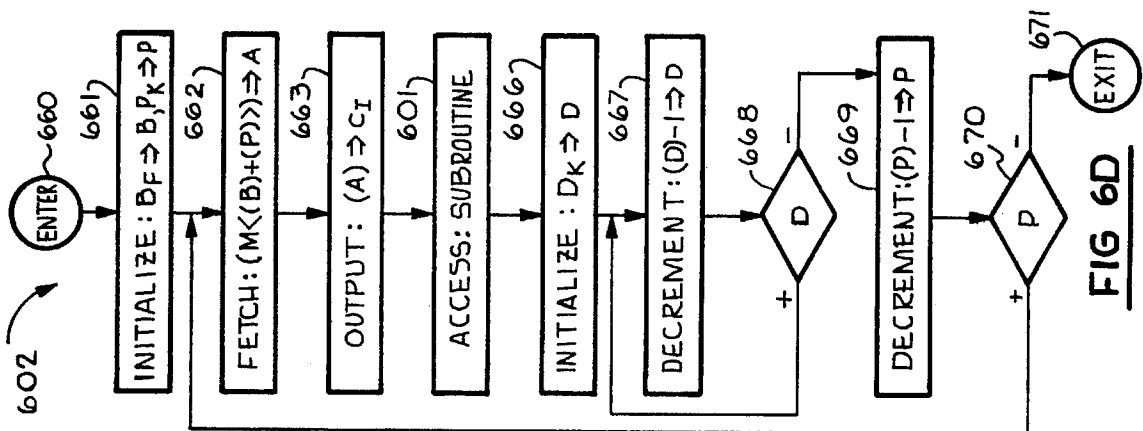 602
ENTER
660
661
INITIALIZE: B_F⇒B, P_K⇒P
662
FETCH: (M<(B)+(P)>)⇒A
663
OUTPUT: (A)⇒C_I
601
ACCESS: SUBROUTINE
666
INITIALIZE: D_K⇒D
667
DECREMENT: (D)-1⇒D
668
D
+
-
669
DECREMENT: (P)-1⇒P
670
P
+
-
671
EXIT
FIG 6D